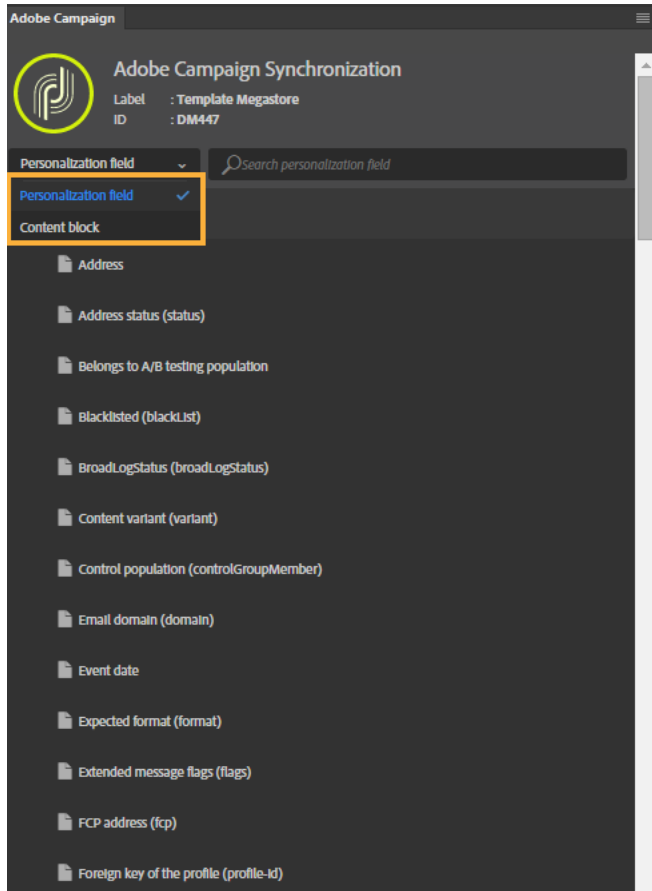 Adobe Campaign
Adobe Campaign Synchronization
Label : Template Megastore
ID : DM447
Personalization field
Search personalization field
Personalization field
Content block
Address
Address status (status)
Belongs to A/B testing population
Blacklisted (blackList)
BroadLogStatus (broadLogStatus)
Content variant (variant)
Control population (controlGroupMember)
Email domain (domain)
Event date
Expected format (format)
Extended message flags (flags)
FCP address (fcp)
Foreign key of the profile (profile-id)